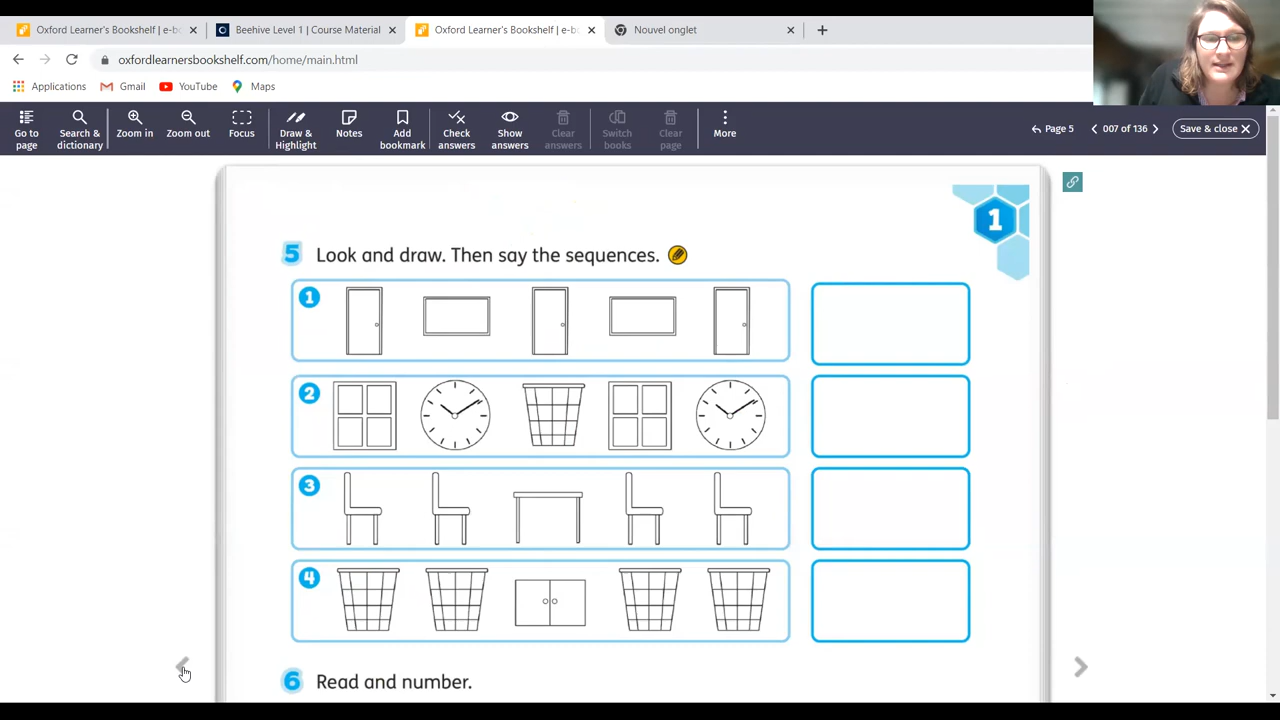 Oxford Learner's Bookshelf | e-bo
Beehive Level 1 | Course Material
Oxford Learner's Bookshelf | e-bo
Nouvel onglet
oxfordlearnersbookshelf.com/home/main.html
Applications
Gmail
YouTube
Maps
Go to page
Search & dictionary
Zoom in
Zoom out
Focus
Draw & Highlight
Notes
Add bookmark
Check answers
Show answers
Clear answers
Switch books
Clear page
More
Page 5
007 of 136
Save & close
1
5 Look and draw. Then say the sequences.
1
2
3
4
6 Read and number.